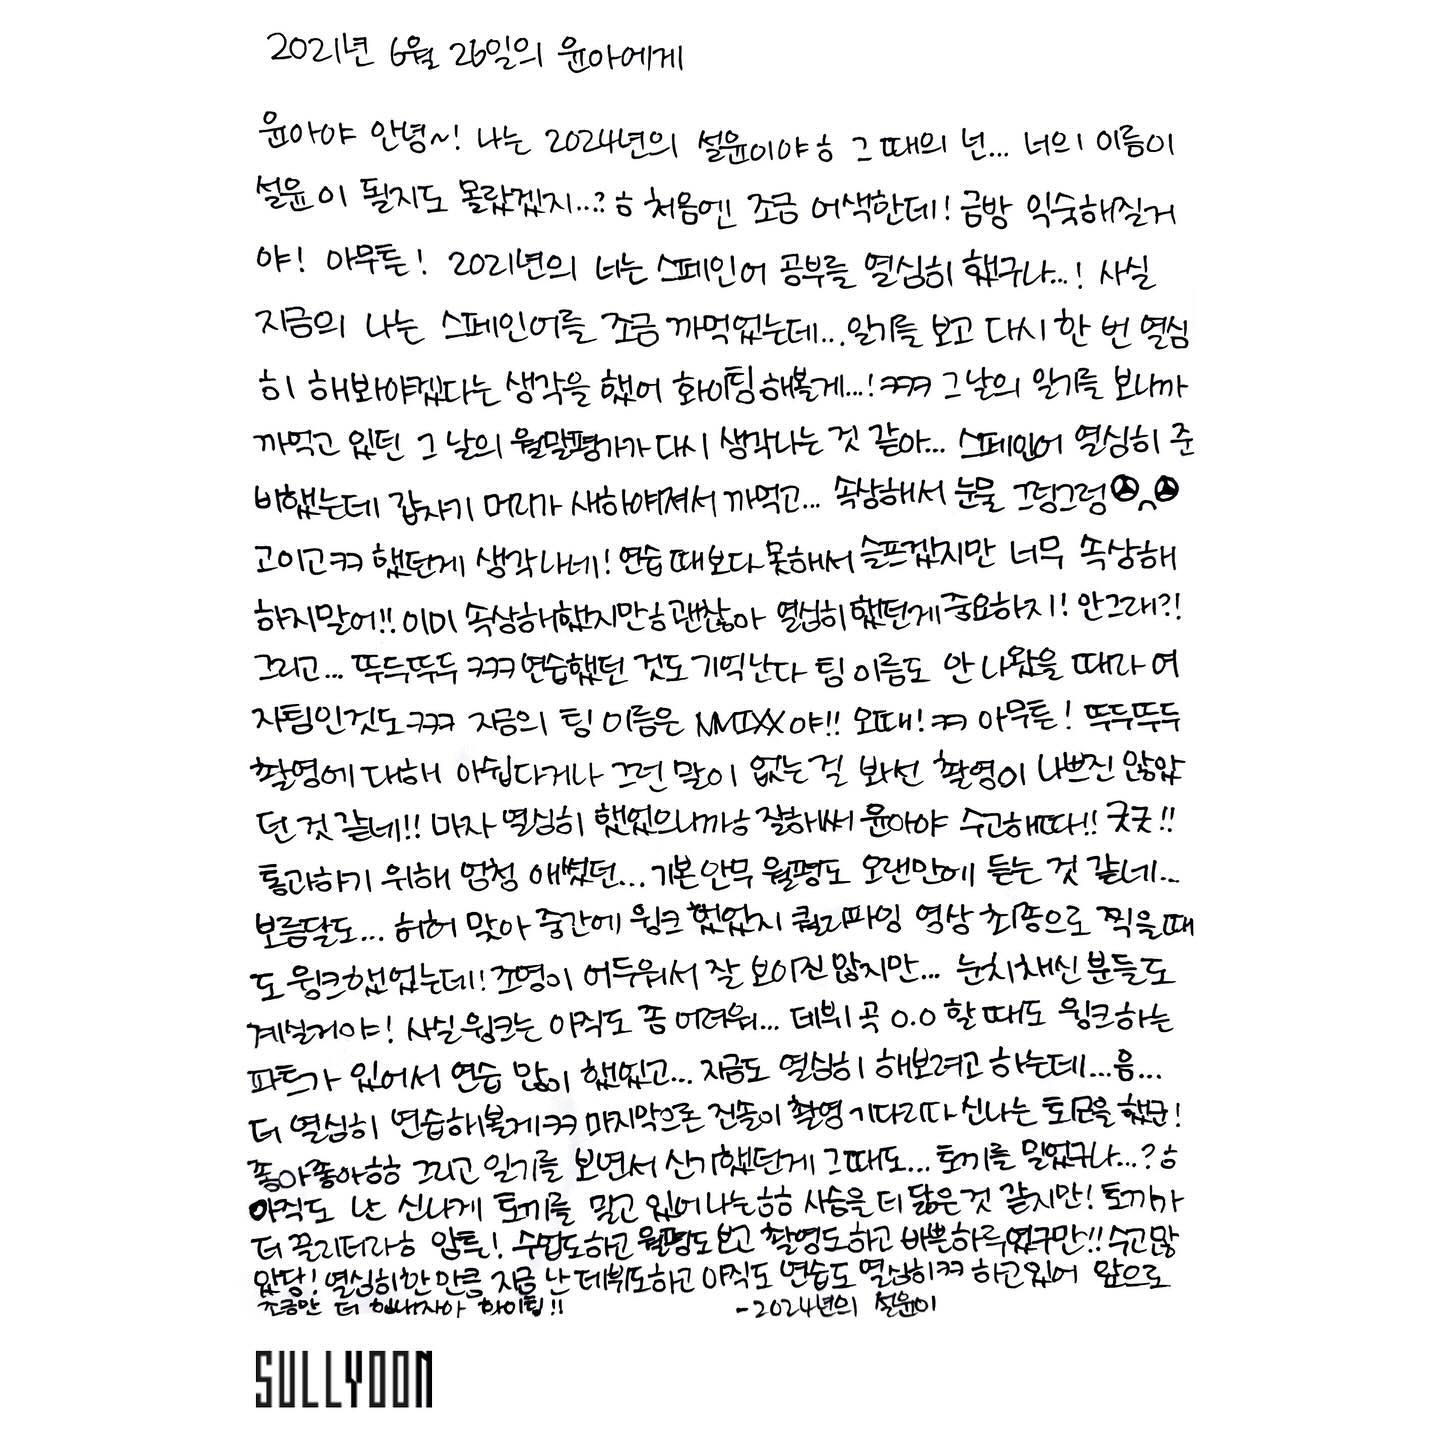 2021년 6월 26일의 윤아에게
윤아야 안녕~! 나는 2024년의 설윤이야ㅎ 그 때의 넌... 너의 이름이
설윤이 될지도 몰랐겠지...?ㅎ 처음엔 조금 어색한데! 금방 익숙해질거
야! 아무튼! 2021년의 너는 스페인어 공부를 열심히 했구나...! 사실
지금의 나는 스페인어를 조금 까먹었는데... 일기를 보고 다시 한 번 열심
히 해봐야겠다는 생각을 했어 화이팅해볼게...! ㅋㅋㅋ 그날의 일기를 보니까
까먹고 있던 그 날의 월말평가가 다시 생각나는 것 같아... 스페인어 열심히 준
비했는데 갑자기 머리가 새하얘져서 까먹고... 속상해서 눈물 그렁그렁
고이고ㅋㅋ 했던게 생각나네! 연습 때보다 못해서 슬프겠지만 너무 속상해
하지말어!! 이미 속상해했지만ㅎ괜찮아 열심히 했던게 중요하지! 안그래?!
그리고... 뚜두뚜두 ㅋㅋㅋ 연습했던 것도 기억난다 팀 이름도 안 나왔을 때라 여
자팀인것도ㅋㅋㅋ 지금의 팀 이름은 NMIXX야!! 오때!ㅋㅋ 아무튼! 뚜두뚜두
촬영에 대해 아쉽다거나 그런 말이 없는걸 봐선 촬영이 나쁘진 않았
던 것 같네!! 마자 열심히 했었으니까ㅎ 잘해써 윤아야 수고해따!! 굿굿!!
통과하기 위해 엄청 애썼던... 기본안무 월평도 오랜만에 듣는 것 같네...
보름달도... 허허 맞아 중간에 윙크 했었지 퀄리파잉 영상 최종으로 찍을때
도 윙크했었는데! 조명이 어두워서 잘 보이진 않지만... 눈치채신 분들도
계실거야! 사실 윙크는 아직도 좀 어려워... 데뷔 곡 O.O 할 때도 윙크하는
파트가 있어서 연습 많이 했었고... 지금도 열심히 해보려고 하는데...음...
더 열심히 연습해볼게ㅋㅋ 마지막으론 진솔이 촬영 기다리다 신나는 토모을 했군!
좋아좋아ㅎㅎ 그리고 일기를 보면서 신기했던게 그때도... 토끼를 밀었구나...?ㅎ
아직도 난 신나게 토끼를 밀고 있어 나는ㅎㅎ 사슴을 더 닮은것 같지만! 토끼가
더 끌리더라ㅎ 암튼! 수업도하고 월평도보고 촬영도하고 바쁜하루였구만!! 수고많
았당! 열심히한 만큼 지금 난 데뷔도하고 아직도 연습도 열심히ㅋㅋ 하고있어 앞으로
조금만 더 힘내자아 화이팅!! -2024년의 설윤이
SULLYOON